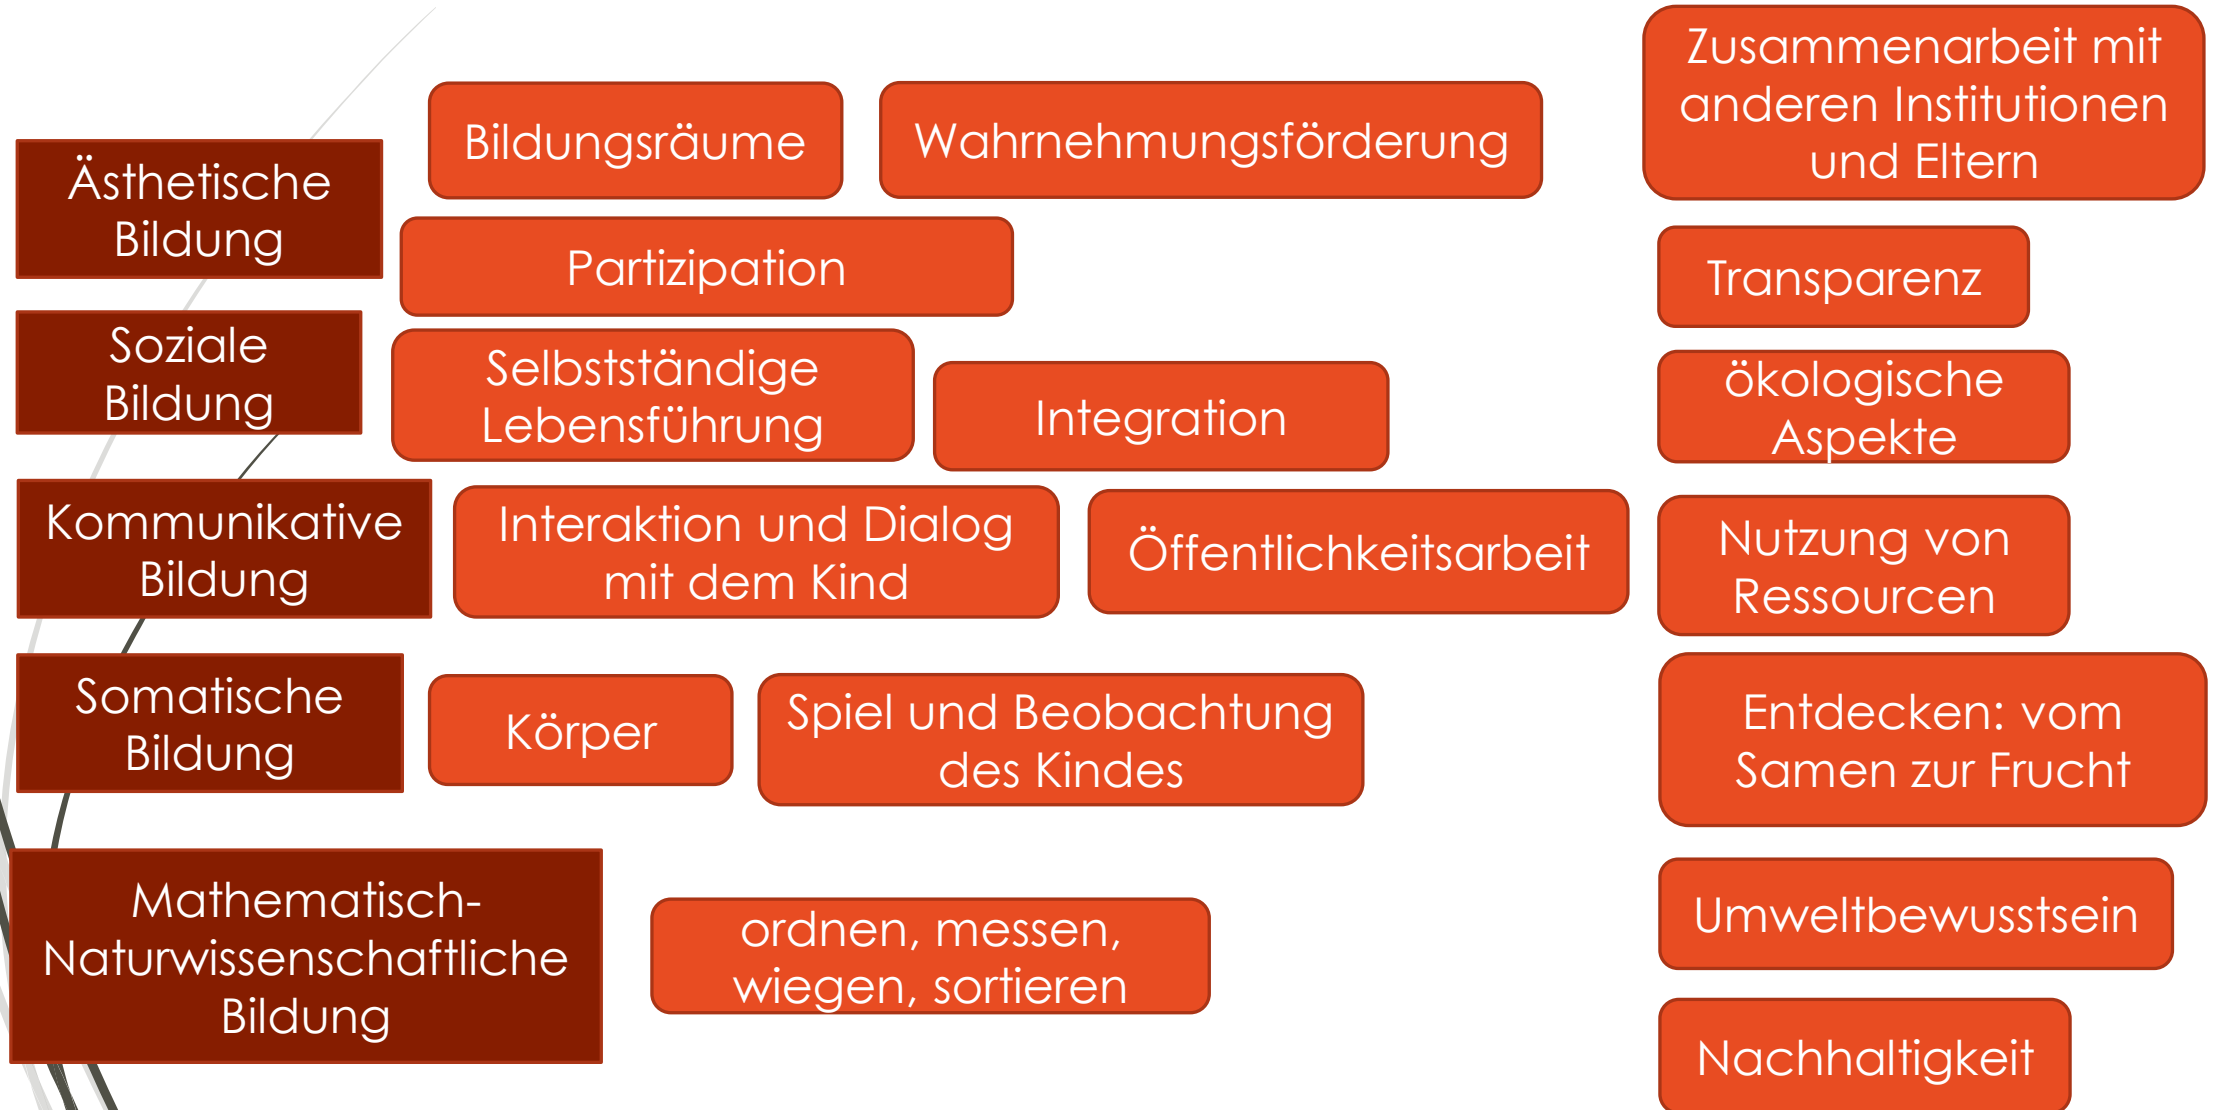 Ästhetische
Bildung
Bildungsräume
Wahrnehmungsförderung
Partizipation
Soziale
Bildung
Selbstständige
Lebensführung
Integration
Kommunikative
Bildung
Interaktion und Dialog
mit dem Kind
Öffentlichkeitsarbeit
Somatische
Bildung
Körper
Spiel und Beobachtung
des Kindes
Mathematisch-
Naturwissenschaftliche
Bildung
ordnen, messen,
wiegen, sortieren
Zusammenarbeit mit
anderen Institutionen
und Eltern
Transparenz
ökologische
Aspekte
Nutzung von
Ressourcen
Entdecken: vom
Samen zur Frucht
Umweltbewusstsein
Nachhaltigkeit